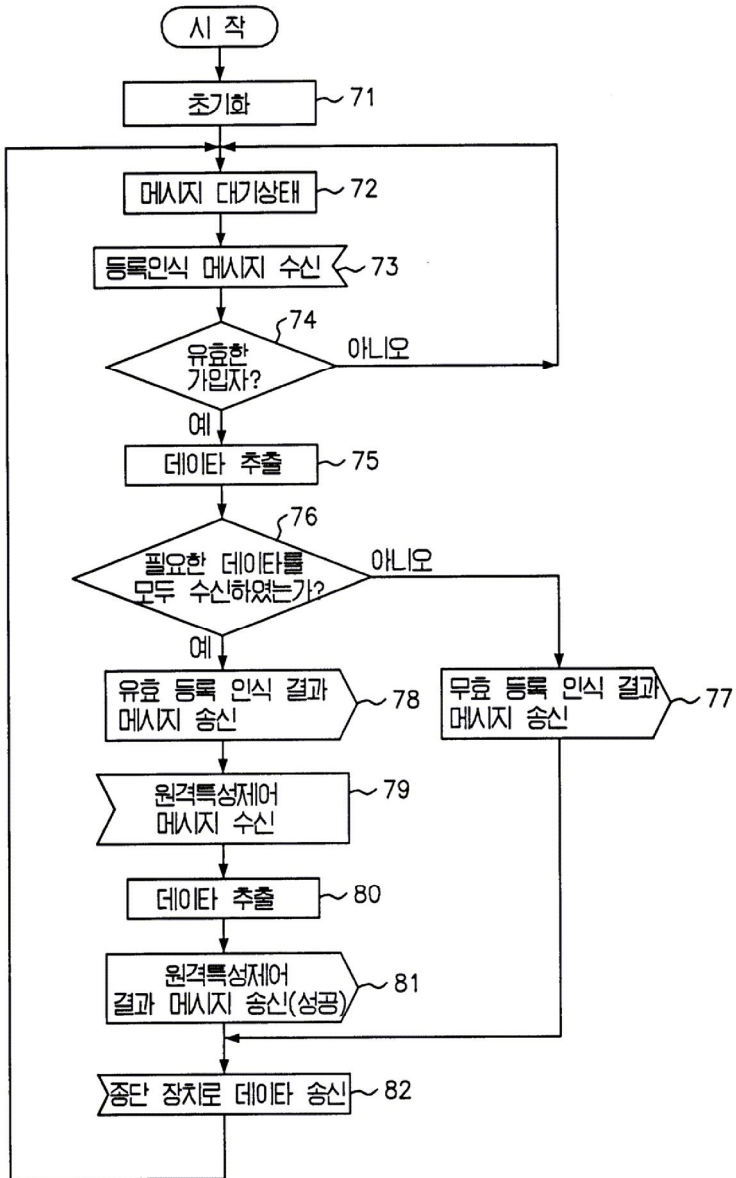 시 작
초기화
71
메시지 대기상태
72
등록인식 메시지 수신
73
74
유효한
가입자?
아니오
예
데이타 추출
75
76
필요한 데이타를
모두 수신하였는가?
아니오
예
유효 등록 인식 결과
메시지 송신
78
무효 등록 인식 결과
메시지 송신
77
원격특성제어
메시지 수신
79
데이타 추출
80
원격특성제어
결과 메시지 송신(성공)
81
종단 장치로 데이타 송신
82